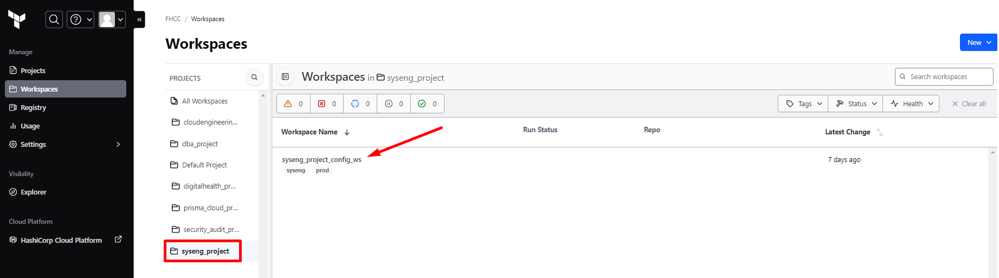 FHCC / Workspaces
Workspaces
New
Manage
Projects
Workspaces
Registry
Usage
Settings
Visibility
Explorer
Cloud Platform
HashiCorp Cloud Platform
PROJECTS
All Workspaces
cloudengineerin...
dba_project
Default Project
digitalhealth_pr...
prisma_cloud_pr...
security_audit_pr...
syseng_project
Workspaces in syseng_project
Search workspaces
0 0 0 0 0
Tags Status Health Clear all
Workspace Name Run Status Repo Latest Change
syseng_project_config_ws 7 days ago
syseng prod